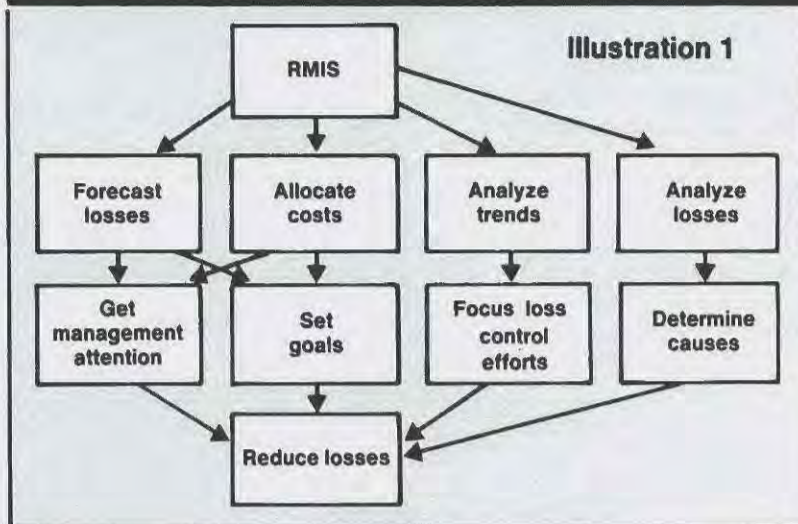 Illustration 1
RMIS
Forecast
losses
Allocate
costs
Analyze
trends
Analyze
losses
Get
management
attention
Set
goals
Focus loss
control
efforts
Determine
causes
Reduce losses